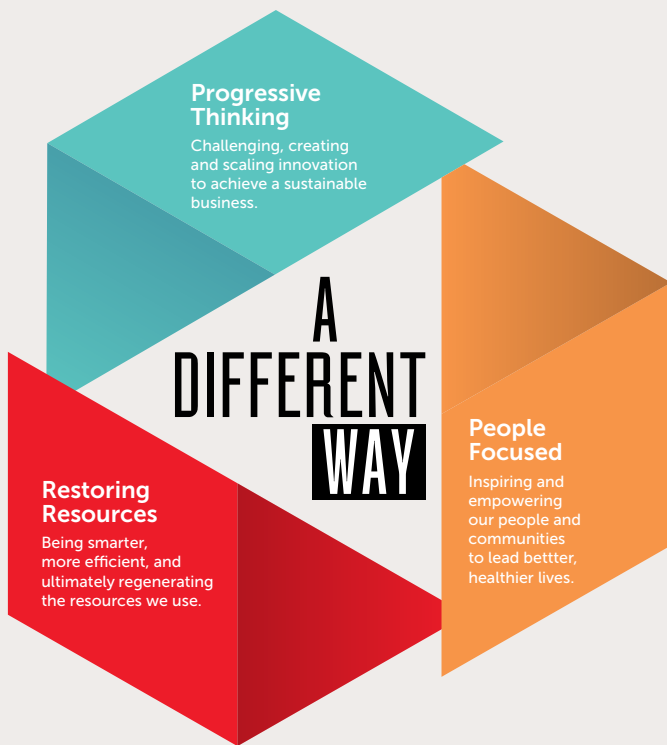 Progressive
Thinking
Challenging, creating
and scaling innovation
to achieve a sustainable
business.
A
DIFFERENT
WAY
People
Focused
Inspiring and
empowering
our people and
communities
to lead bettter,
healthier lives.
Restoring
Resources
Being smarter,
more efficient, and
ultimately regenerating
the resources we use.